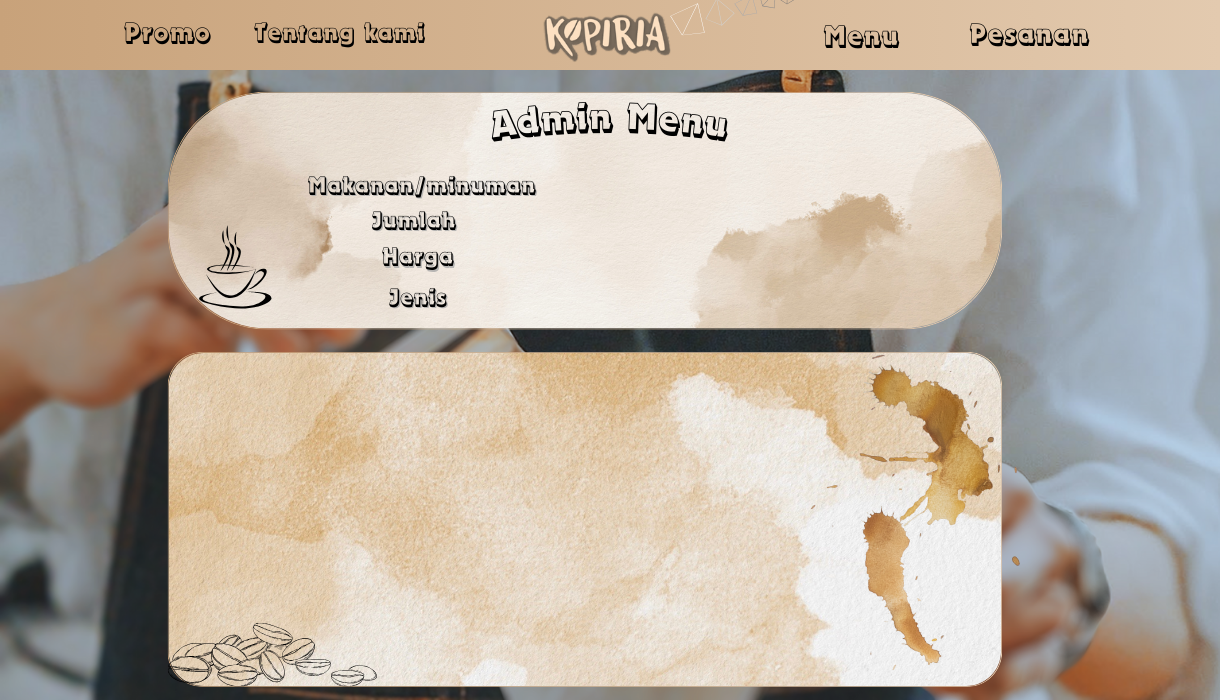 Promo Tentang kami KOPIRIA Menu Pesanan
Admin Menu
Makanan/minuman
Jumlah
Harga
Jenis